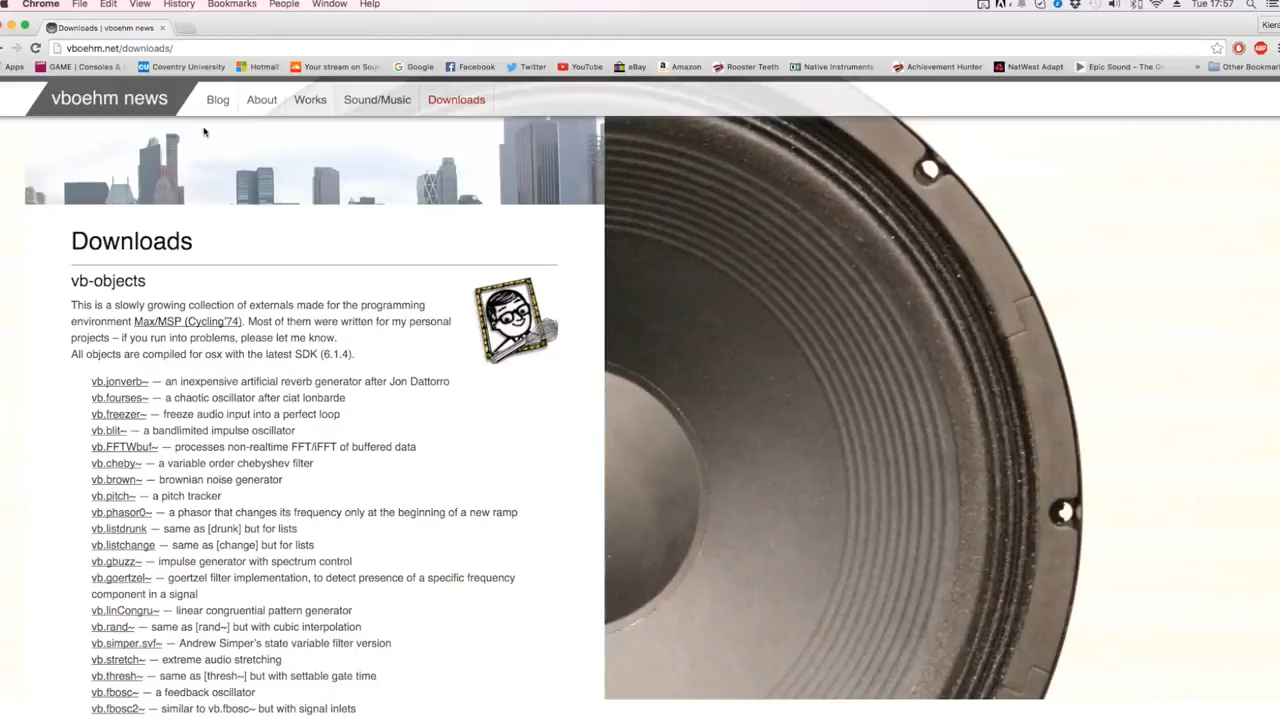 Chrome File Edit View History Bookmarks People Window Help Tue 17:57
Downloads | vboehm news
vboehm.net/downloads/
Apps GAME | Consoles & Coventry University Hotmail Your stream on Sou Google Facebook Twitter YouTube eBay Amazon Rooster Teeth Native Instruments Achievement Hunter NatWest Adapt Epic Sound – The G » Other Bookmar
vboehm news Blog About Works Sound/Music Downloads
Downloads
vb-objects
This is a slowly growing collection of externals made for the programming
environment Max/MSP (Cycling'74). Most of them were written for my personal
projects – if you run into problems, please let me know.
All objects are compiled for osx with the latest SDK (6.1.4).
vb.jonverb~ — an inexpensive artificial reverb generator after Jon Dattorro
vb.fourses~ — a chaotic oscillator after ciat lonbarde
vb.freezer~ — freeze audio input into a perfect loop
vb.blit~ — a bandlimited impulse oscillator
vb.FFTWbuf~ — processes non-realtime FFT/iFFT of buffered data
vb.cheby~ — a variable order chebyshev filter
vb.brown~ — brownian noise generator
vb.pitch~ — a pitch tracker
vb.phasor0~ — a phasor that changes its frequency only at the beginning of a new ramp
vb.listdrunk — same as [drunk] but for lists
vb.listchange — same as [change] but for lists
vb.gbuzz~ — impulse generator with spectrum control
vb.goertzel~ — goertzel filter implementation, to detect presence of a specific frequency
component in a signal
vb.linCongru~ — linear congruential pattern generator
vb.rand~ — same as [rand~] but with cubic interpolation
vb.simper.svf~ — Andrew Simper's state variable filter version
vb.stretch~ — extreme audio stretching
vb.thresh~ — same as [thresh~] but with settable gate time
vb.fbosc~ — a feedback oscillator
vb.fbosc2~ — similar to vb.fbosc~ but with signal inlets